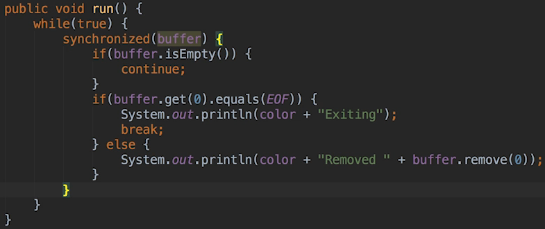 public void run() {
    while(true) {
        synchronized(buffer) {
            if(buffer.isEmpty()) {
                continue;
            }
            if(buffer.get(0).equals(EOF)) {
                System.out.println(color + "Exiting");
                break;
            } else {
                System.out.println(color + "Removed " + buffer.remove(0));
            }
        }
    }
}